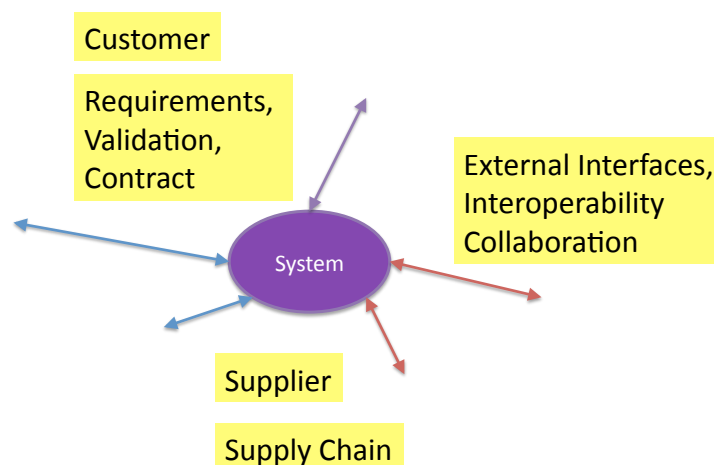 Customer
Requirements,
Validation,
Contract
External Interfaces,
Interoperability
Collaboration
System
Supplier
Supply Chain